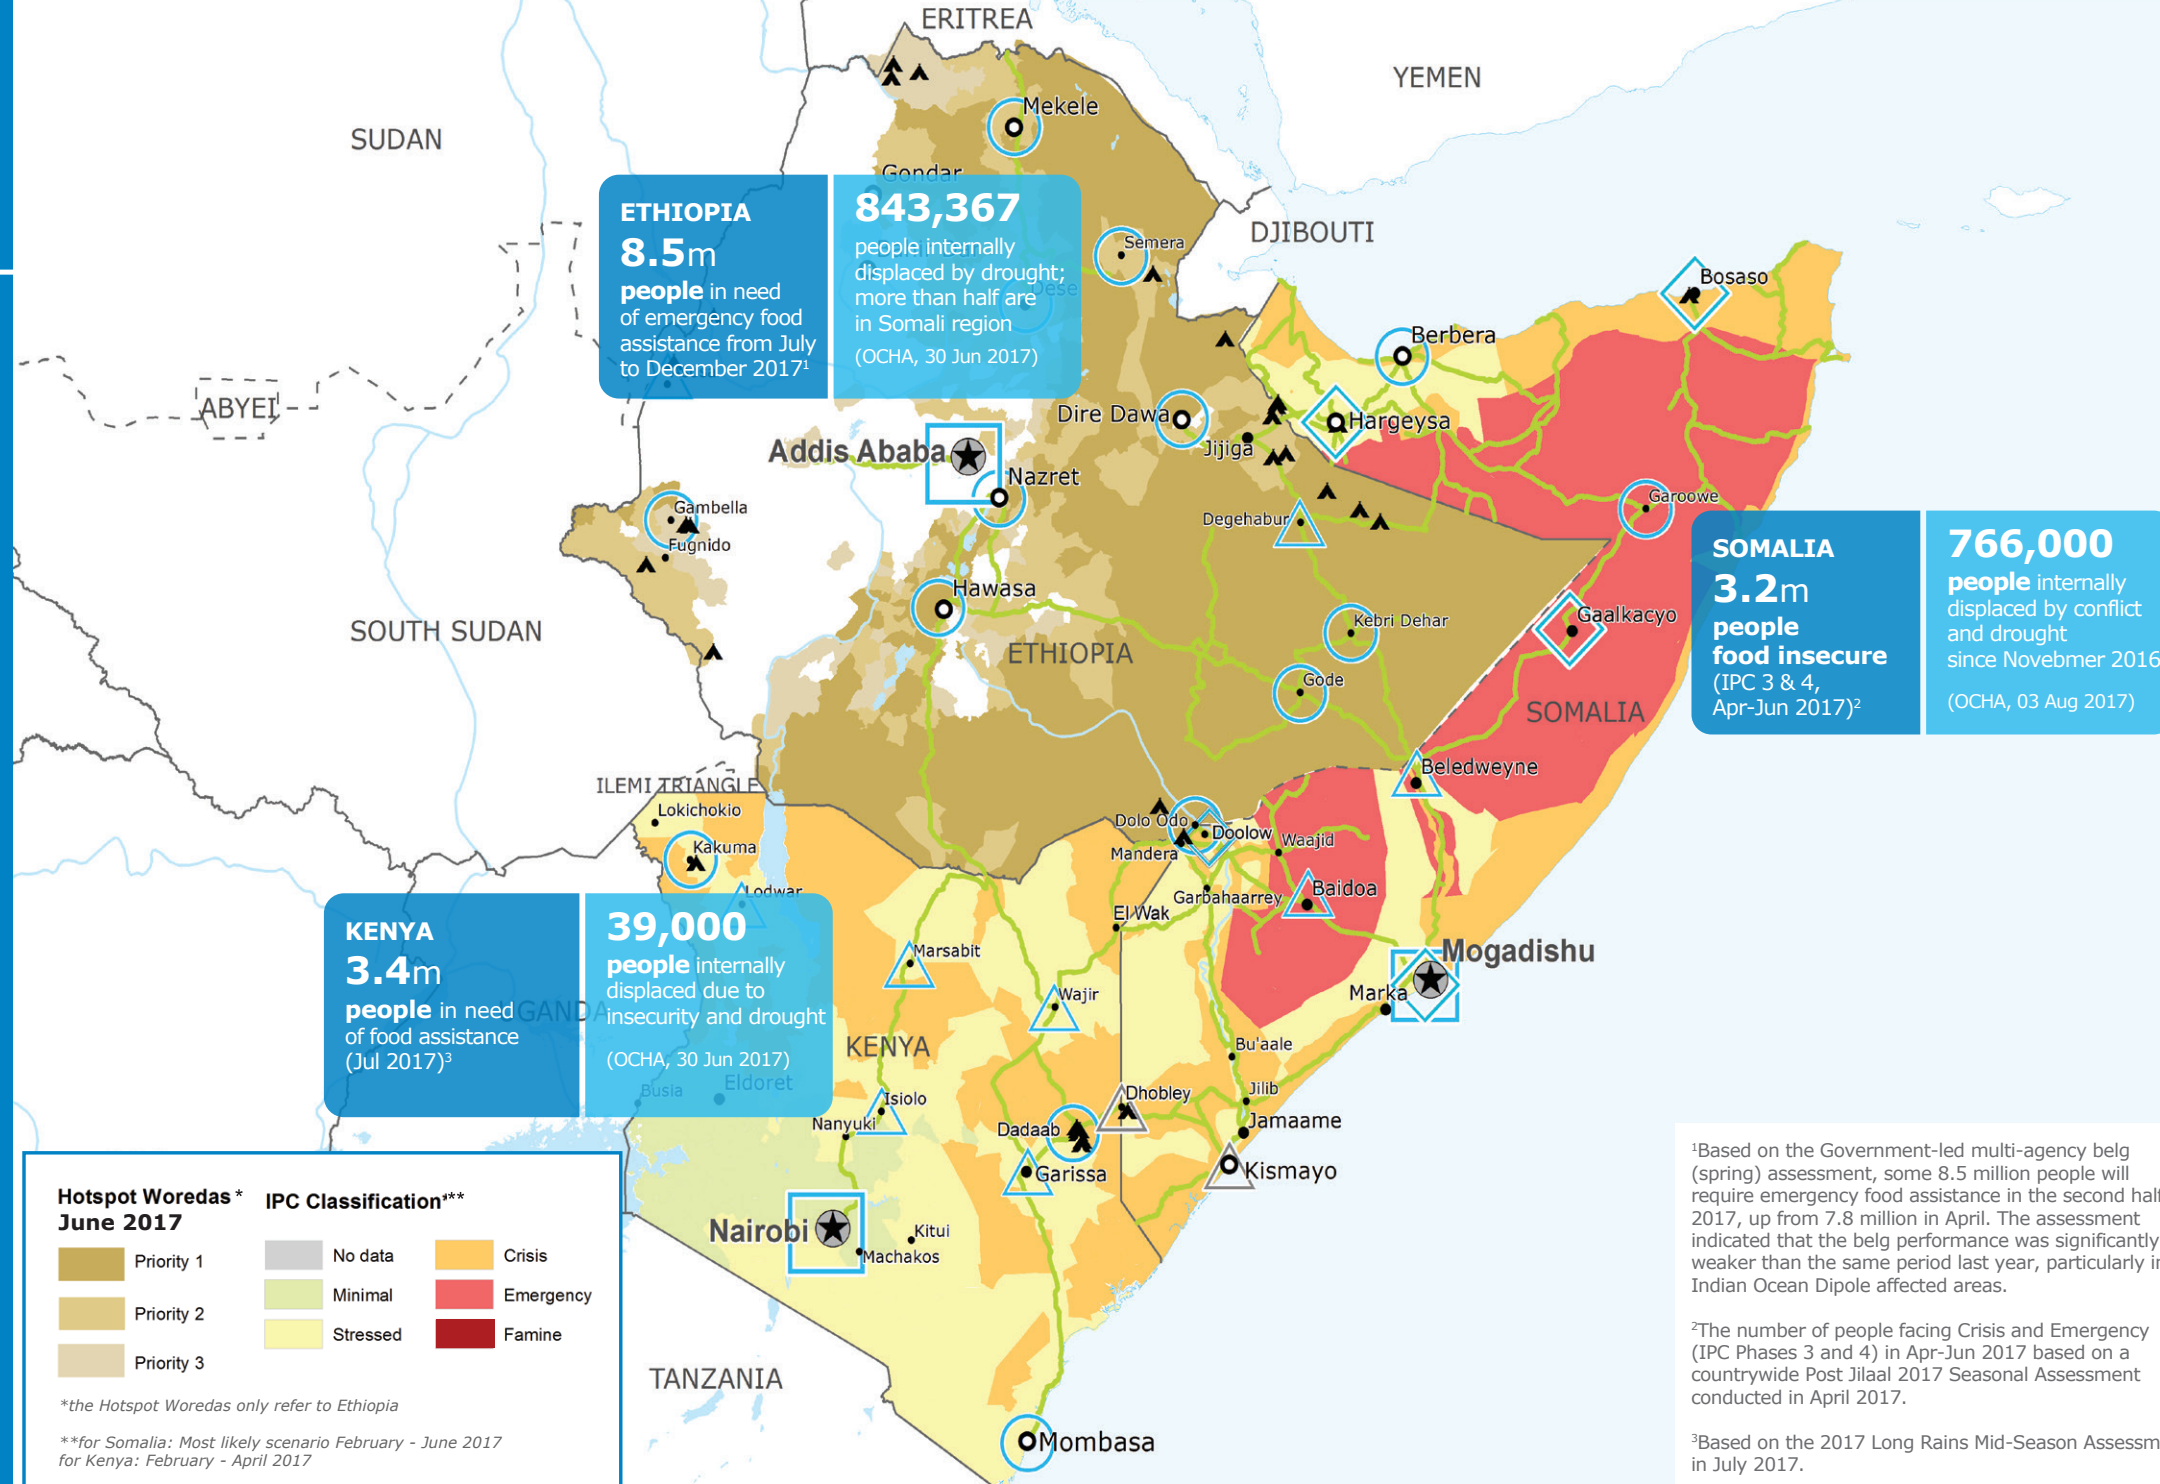 ERITREA
YEMEN
SUDAN
Mekele
Gondar
ETHIOPIA
8.5m
people in need
of emergency food
assistance from July
to December 2017¹
843,367
people internally
displaced by drought;
more than half are
in Somali region
(OCHA, 30 Jun 2017)
Dese
Semera
DJIBOUTI
Bosaso
Berbera
ABYEI
Dire Dawa
Hargeysa
Jijiga
Addis Ababa
Nazret
Garoowe
Gambella
Fugnido
Degehabur
SOMALIA
3.2m
people
food insecure
(IPC 3 & 4,
Apr-Jun 2017)²
766,000
people internally
displaced by conflict
and drought
since Novebmer 2016
(OCHA, 03 Aug 2017)
Hawasa
SOUTH SUDAN
ETHIOPIA
Kebri Dehar
Gaalkacyo
Gode
SOMALIA
Beledweyne
ILEMI TRIANGLE
Lokichokio
Dolo Odo
Doolow
Waajid
Kakuma
Mandera
Lodwar
Garbahaarrey
Baidoa
El Wak
KENYA
3.4m
people in need
of food assistance
(Jul 2017)³
39,000
people internally
displaced due to
insecurity and drought
(OCHA, 30 Jun 2017)
UGANDA
Marsabit
Mogadishu
Wajir
Marka
KENYA
Bu'aale
Busia
Eldoret
Isiolo
Dhobley
Jilib
Nanyuki
Dadaab
Jamaame
Garissa
Kismayo
Nairobi
Kitui
Machakos
TANZANIA
Mombasa
Hotspot Woredas *
June 2017
Priority 1
Priority 2
Priority 3
IPC Classification***
No data
Minimal
Stressed
Crisis
Emergency
Famine
*the Hotspot Woredas only refer to Ethiopia
**for Somalia: Most likely scenario February - June 2017
for Kenya: February - April 2017
¹Based on the Government-led multi-agency belg
(spring) assessment, some 8.5 million people will
require emergency food assistance in the second half
2017, up from 7.8 million in April. The assessment
indicated that the belg performance was significantly
weaker than the same period last year, particularly in
Indian Ocean Dipole affected areas.
²The number of people facing Crisis and Emergency
(IPC Phases 3 and 4) in Apr-Jun 2017 based on a
countrywide Post Jilaal 2017 Seasonal Assessment
conducted in April 2017.
³Based on the 2017 Long Rains Mid-Season Assessm
in July 2017.